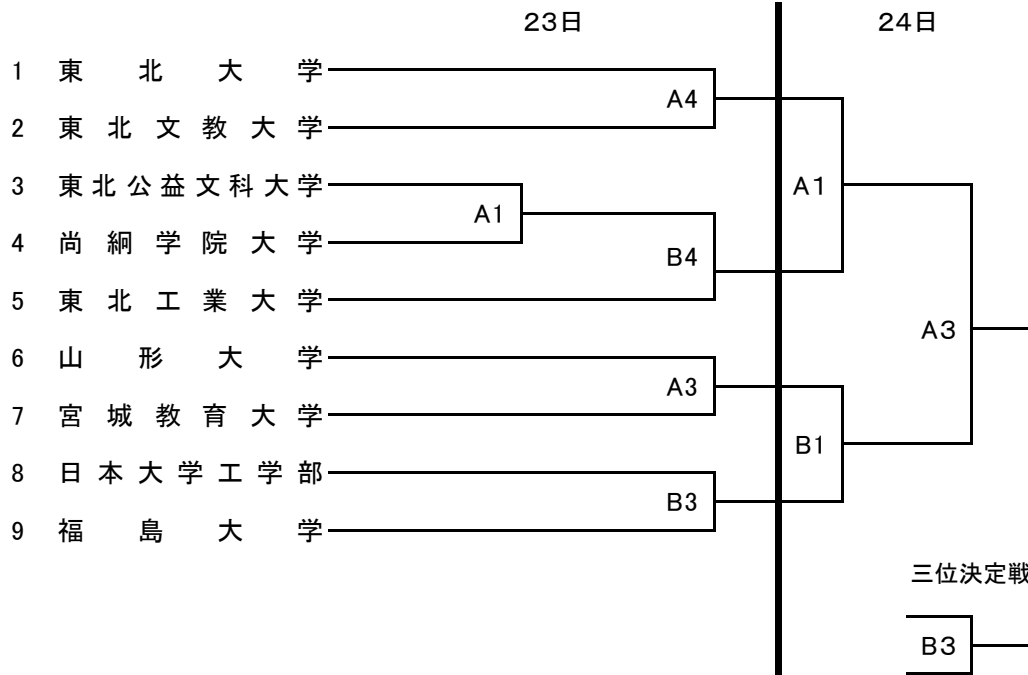 23日 24日
1 東北大学
A4
2 東北文教大学
3 東北公益文科大学
A1
A1
4 尚絅学院大学
B4
5 東北工業大学
A3
6 山形大学
A3
7 宮城教育大学
B1
8 日本大学工学部
B3
9 福島大学
三位決定戦
B3